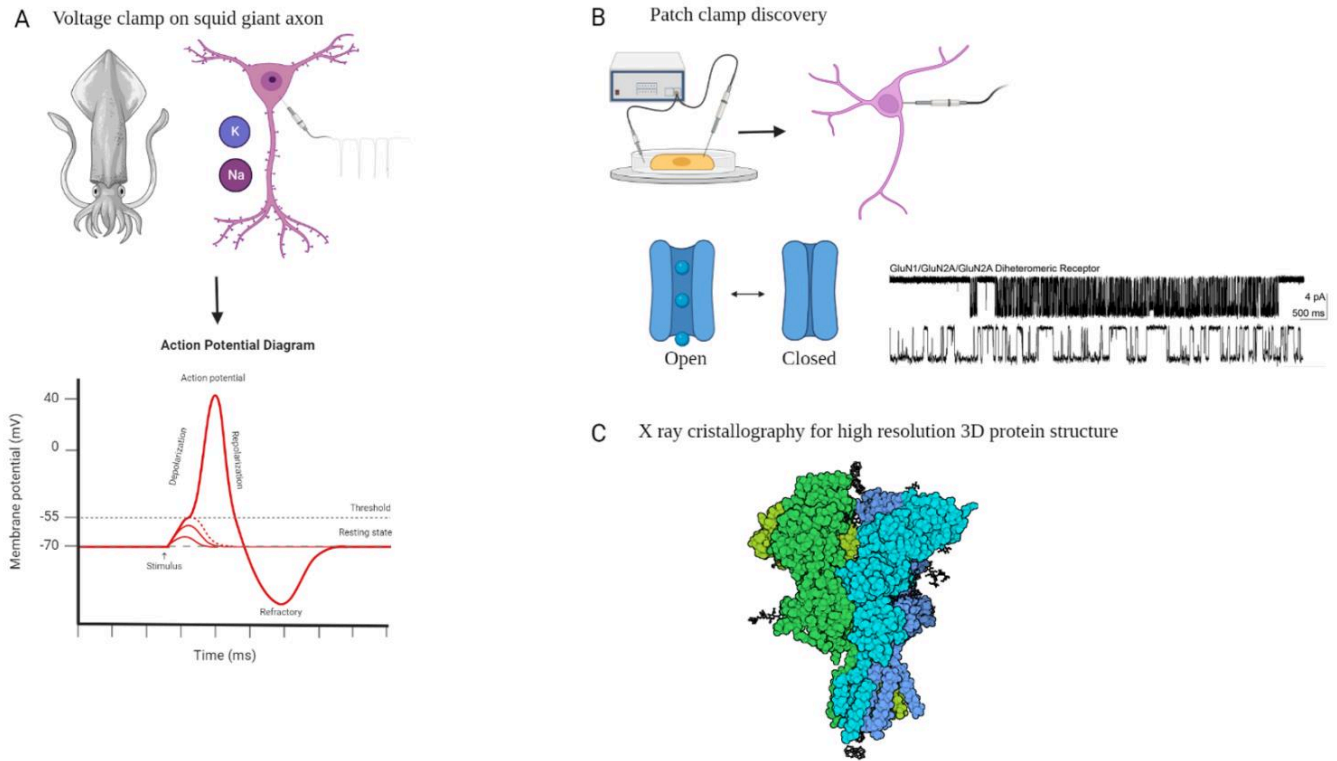 A Voltage clamp on squid giant axon
K
Na
Action Potential Diagram
Action potential
Depolarization
Repolarization
Membrane potential (mV)
40
0
-55
-70
Threshold
Resting state
Stimulus
Refractory
Time (ms)
B Patch clamp discovery
Open
Closed
GluN1/GluN2A/GluN2A Diheteromeric Receptor
4 pA
500 ms
C X ray cristallography for high resolution 3D protein structure